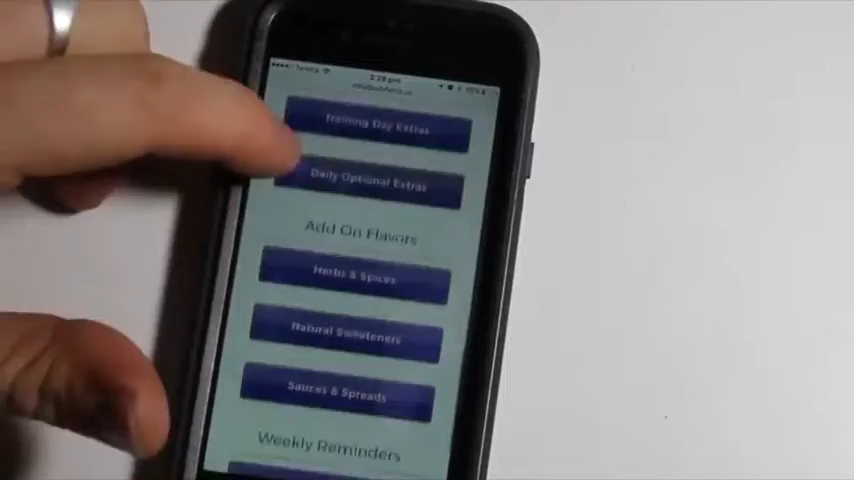 Training Day Extras
Daily Optional Extras
Add On Flavors
Herbs & Spices
Natural Sweeteners
Sauces & Spreads
Weekly Reminders